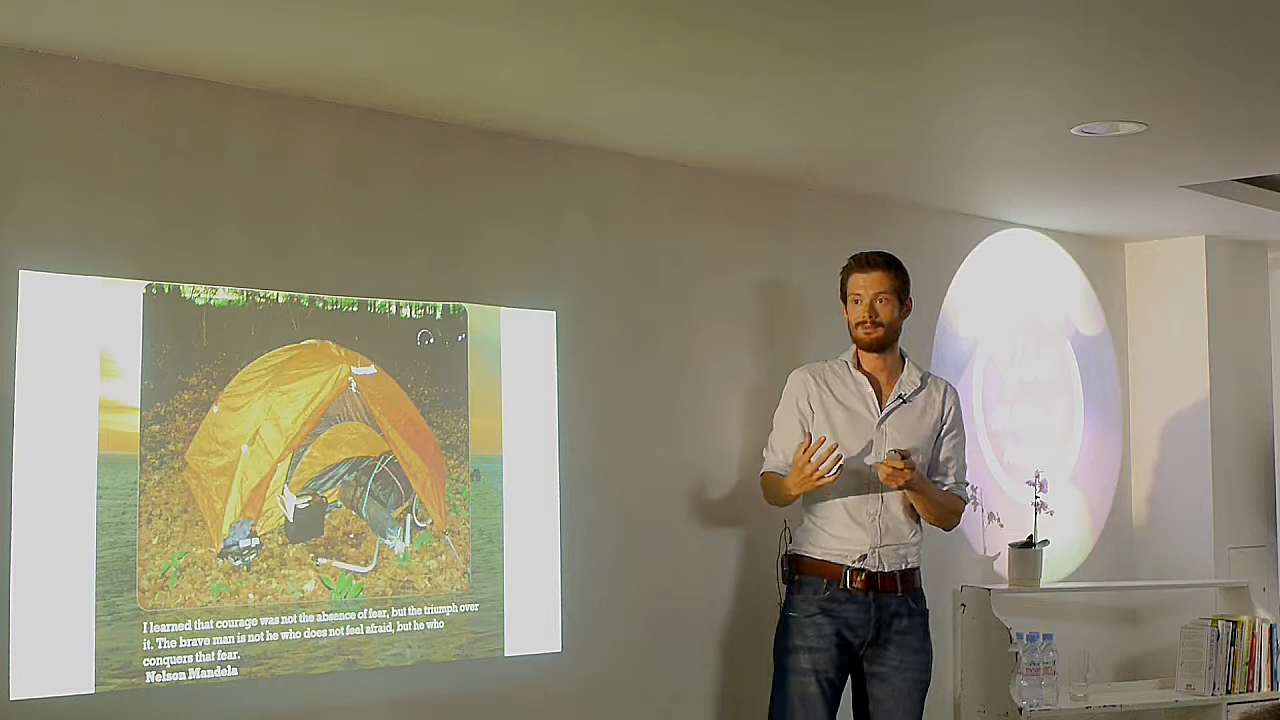 I learned that courage was not the absence of fear, but the triumph over
it. The brave man is not he who does not feel afraid, but he who
conquers that fear.
Nelson Mandela